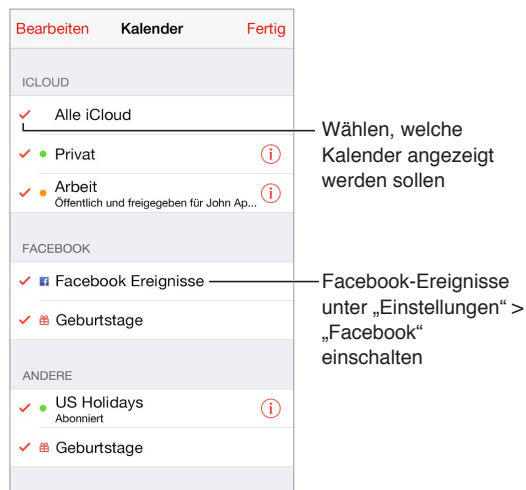 Bearbeiten Kalender Fertig
ICLOUD
Alle iCloud
Privat
Arbeit
Öffentlich und freigegeben für John Ap...
Wählen, welche
Kalender angezeigt
werden sollen
FACEBOOK
Facebook Ereignisse
Geburtstage
Facebook-Ereignisse
unter „Einstellungen“ >
„Facebook“
einschalten
ANDERE
US Holidays
Abonniert
Geburtstage